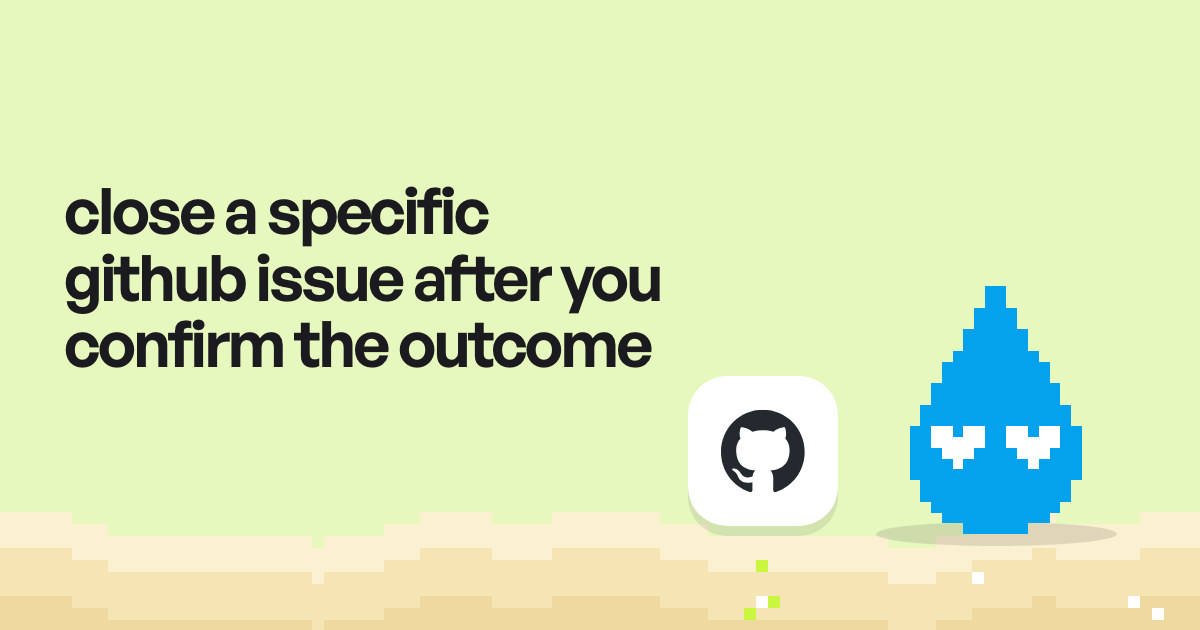 close a specific
github issue after you
confirm the outcome